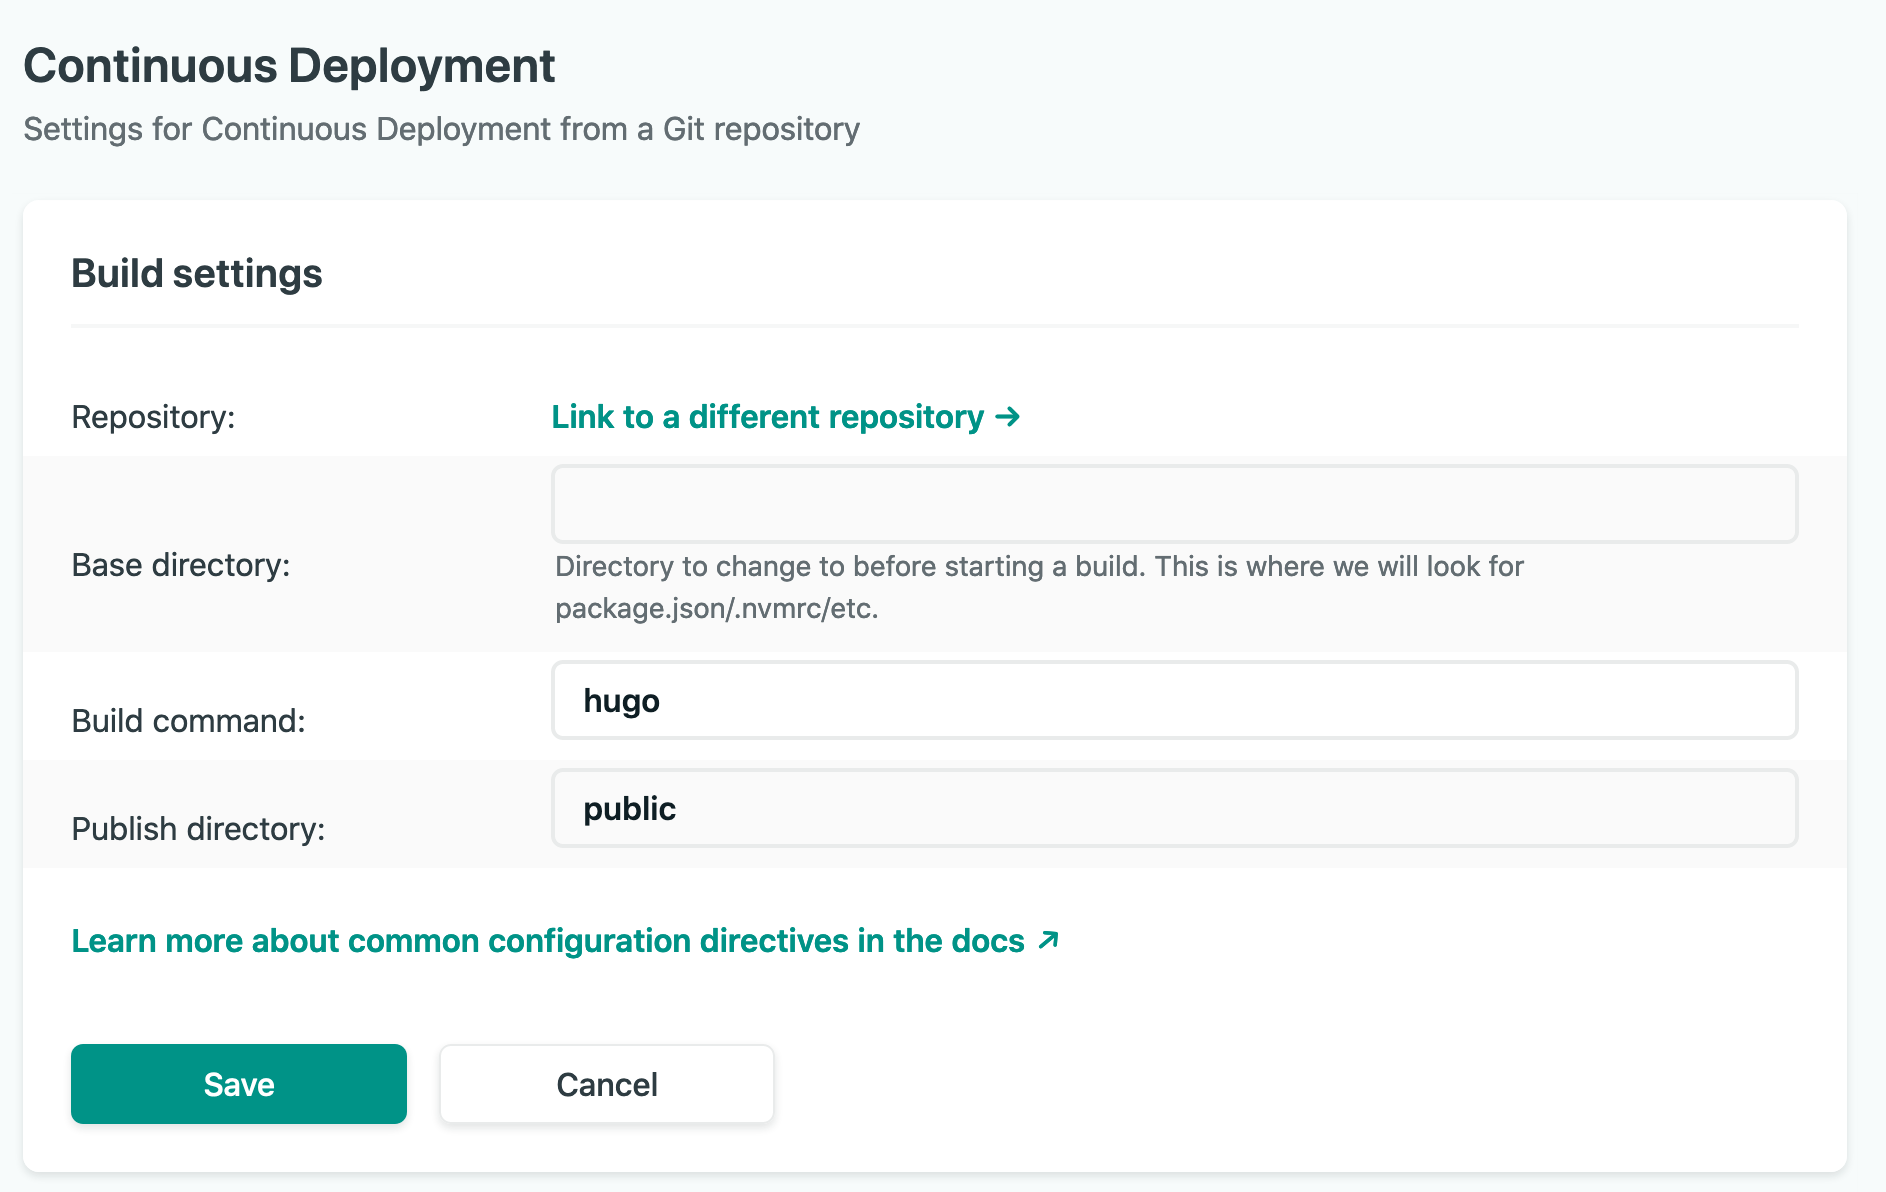 Continuous Deployment
Settings for Continuous Deployment from a Git repository
Build settings
Repository: Link to a different repository →
Base directory:
Directory to change to before starting a build. This is where we will look for
package.json/.nvmrc/etc.
Build command: hugo
Publish directory: public
Learn more about common configuration directives in the docs ↗
Save Cancel